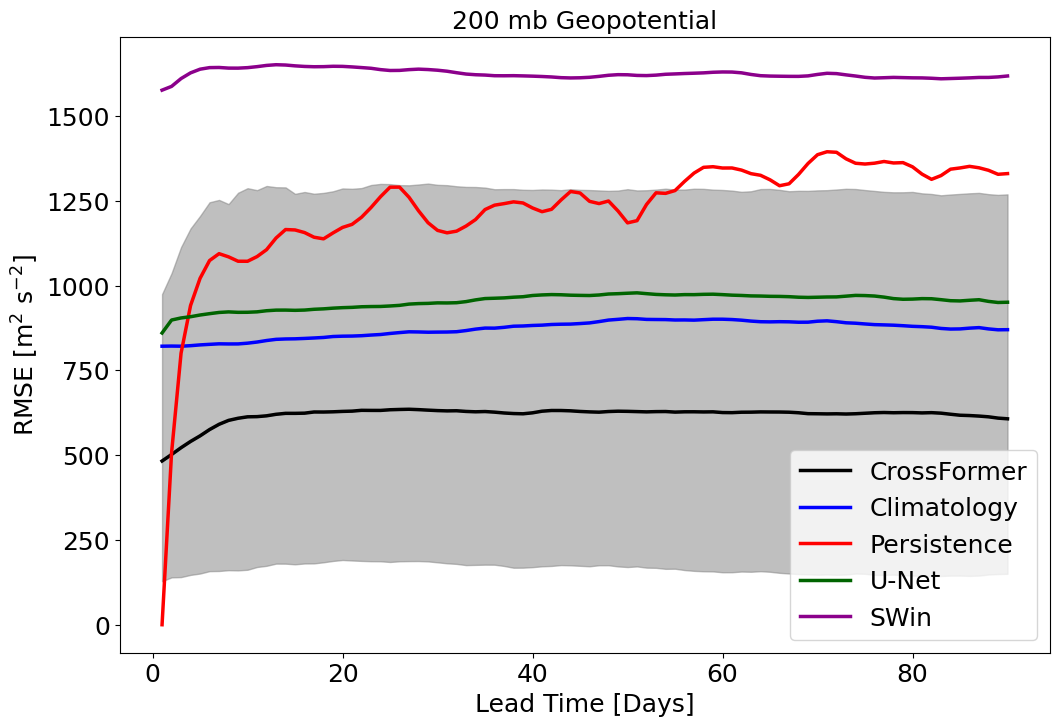 200 mb Geopotential
RMSE [m² s⁻²]
1500
1250
1000
750
500
250
0
0 20 40 60 80
Lead Time [Days]
CrossFormer
Climatology
Persistence
U-Net
SWin